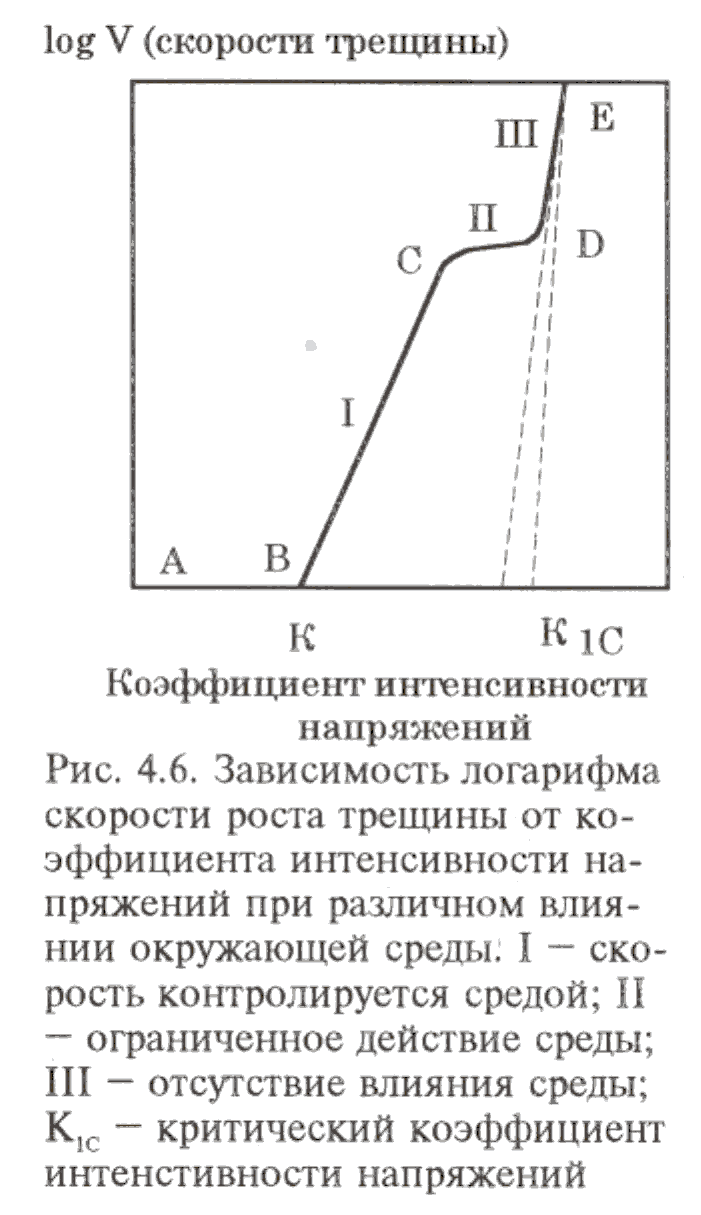 log V (скорости трещины)
III
E
II
D
C
I
A
B
K
K 1C
Коэффициент интенсивности
напряжений
Рис. 4.6. Зависимость логарифма
скорости роста трещины от ко-
эффициента интенсивности на-
пряжений при различном влия-
нии окружающей среды: I — ско-
рость контролируется средой; II
— ограниченное действие среды;
III — отсутствие влияния среды;
K1C — критический коэффициент
интенстивности напряжений